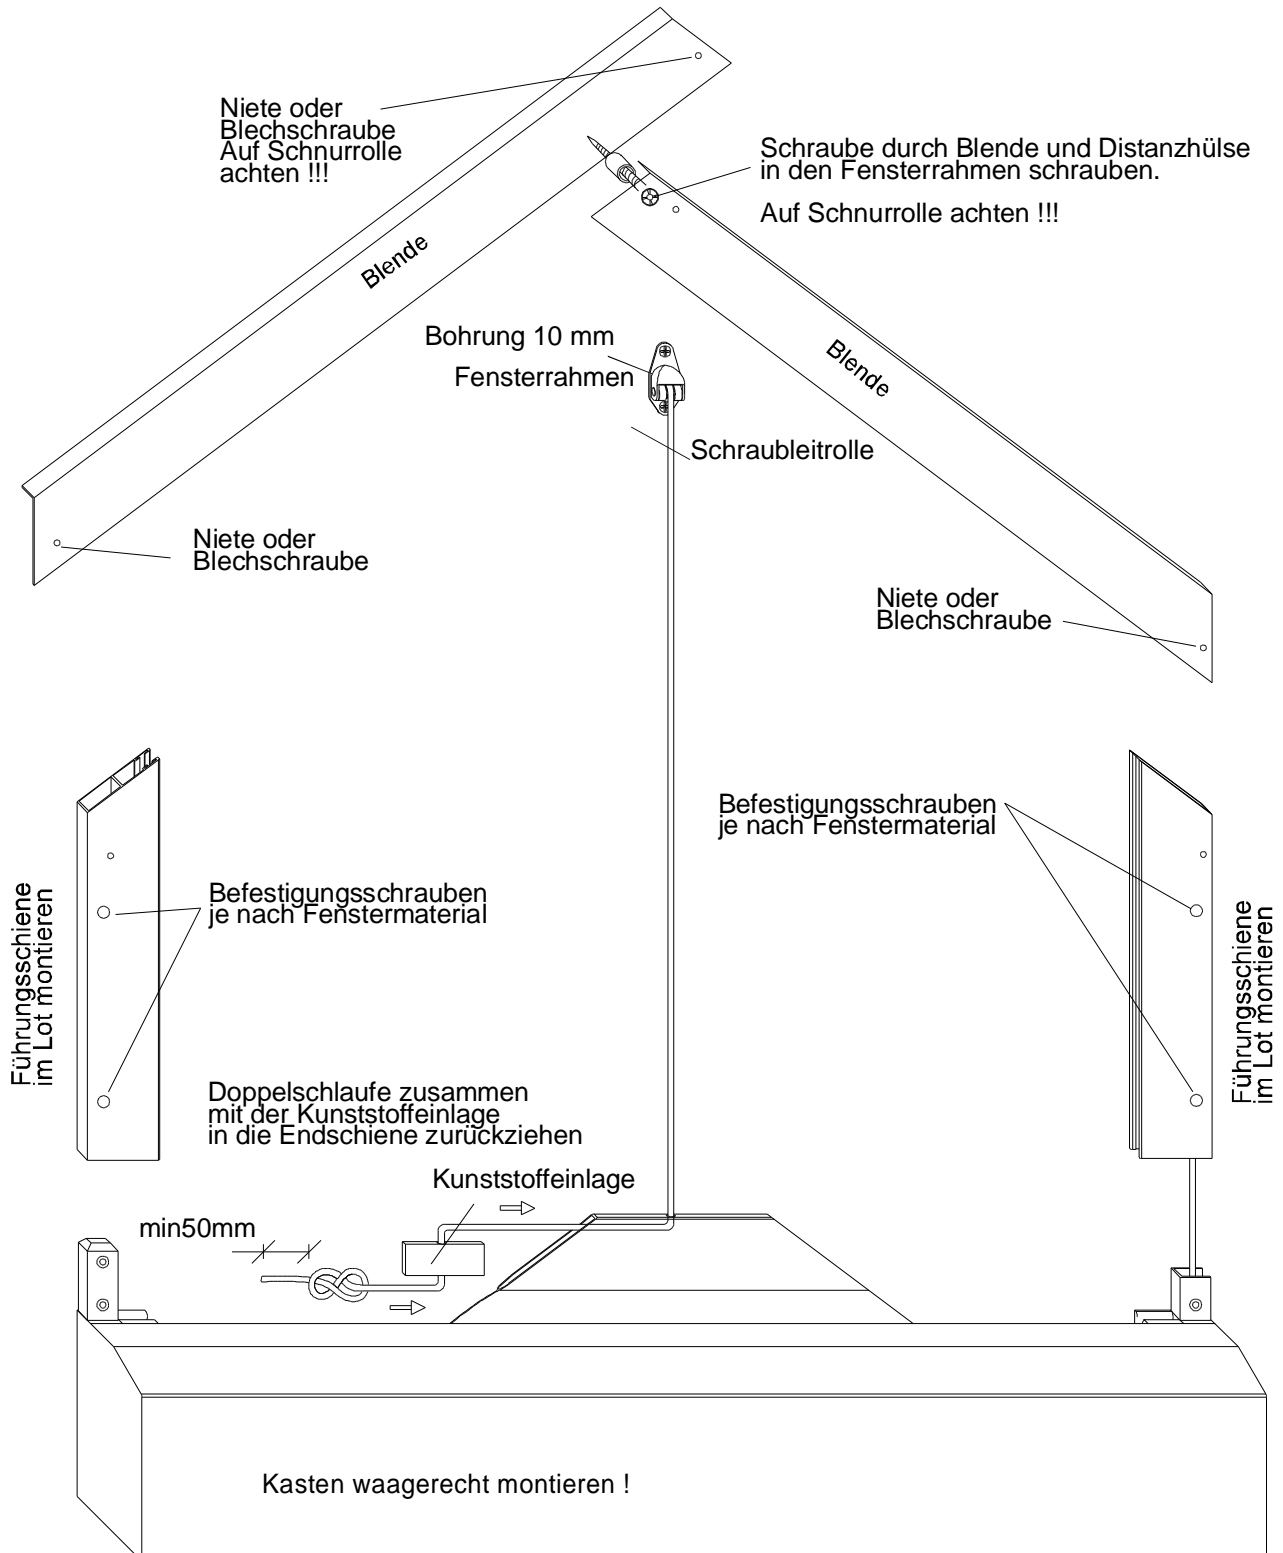 Niete oder
Blechschraube
Auf Schnurrolle
achten !!!
Schraube durch Blende und Distanzhülse
in den Fensterrahmen schrauben.
Auf Schnurrolle achten !!!
Blende
Blende
Bohrung 10 mm
Fensterrahmen
Schraubleitrolle
Niete oder
Blechschraube
Niete oder
Blechschraube
Befestigungsschrauben
je nach Fenstermaterial
Befestigungsschrauben
je nach Fenstermaterial
Führungsschiene
im Lot montieren
Führungsschiene
im Lot montieren
Doppelschlaufe zusammen
mit der Kunststoffeinlage
in die Endschiene zurückziehen
Kunststoffeinlage
min50mm
Kasten waagerecht montieren !